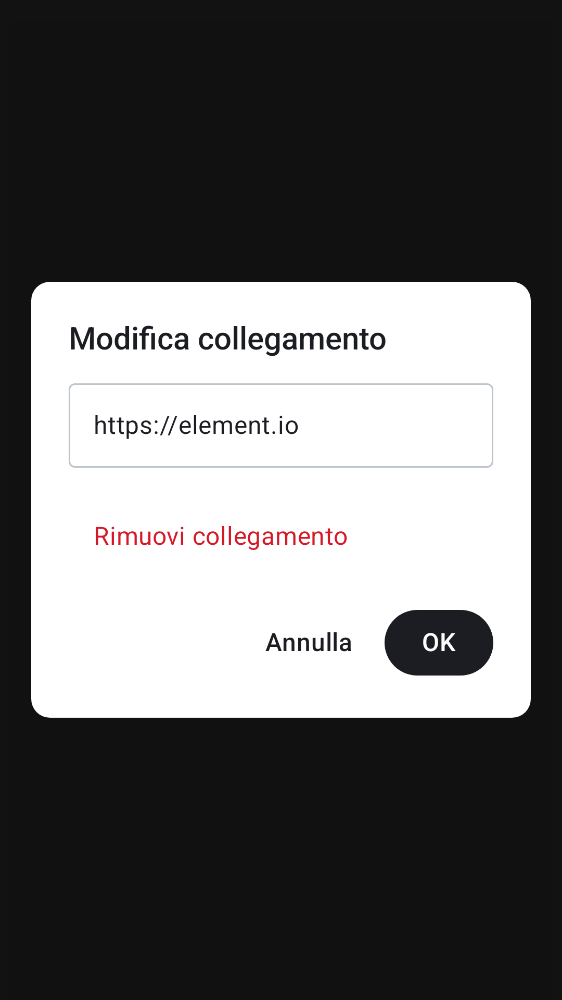 Modifica collegamento
https://element.io
Rimuovi collegamento
Annulla
OK